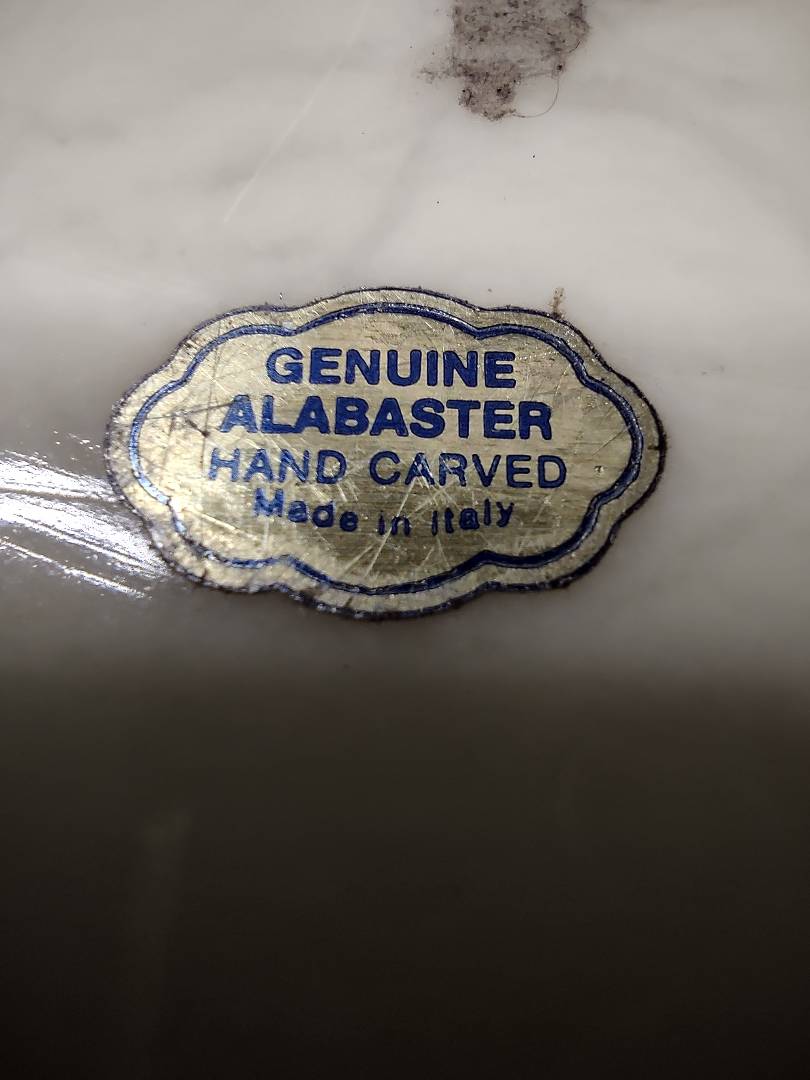 GENUINE
ALABASTER
HAND CARVED
Made in Italy